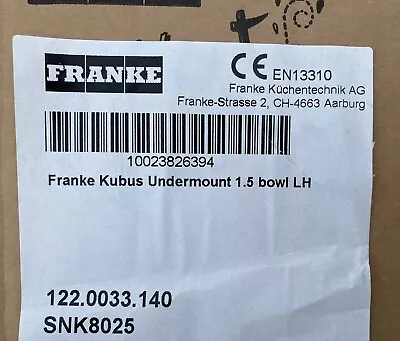 FRANKE
CE EN13310
Franke Küchentechnik AG
Franke-Strasse 2, CH-4663 Aarburg
10023826394
Franke Kubus Undermount 1.5 bowl LH
122.0033.140
SNK8025